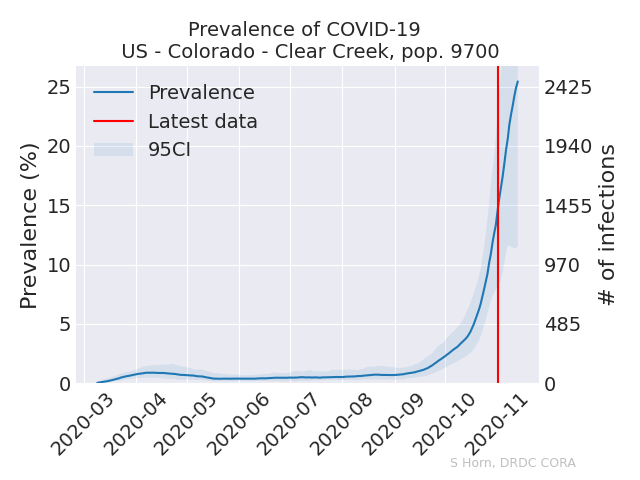 Prevalence of COVID-19
US - Colorado - Clear Creek, pop. 9700
Prevalence
Latest data
95CI
Prevalence (%)
25
20
15
10
5
0
2425
1940
1455
970
485
0
# of infections
2020-03
2020-04
2020-05
2020-06
2020-07
2020-08
2020-09
2020-10
2020-11
S Horn, DRDC CORA